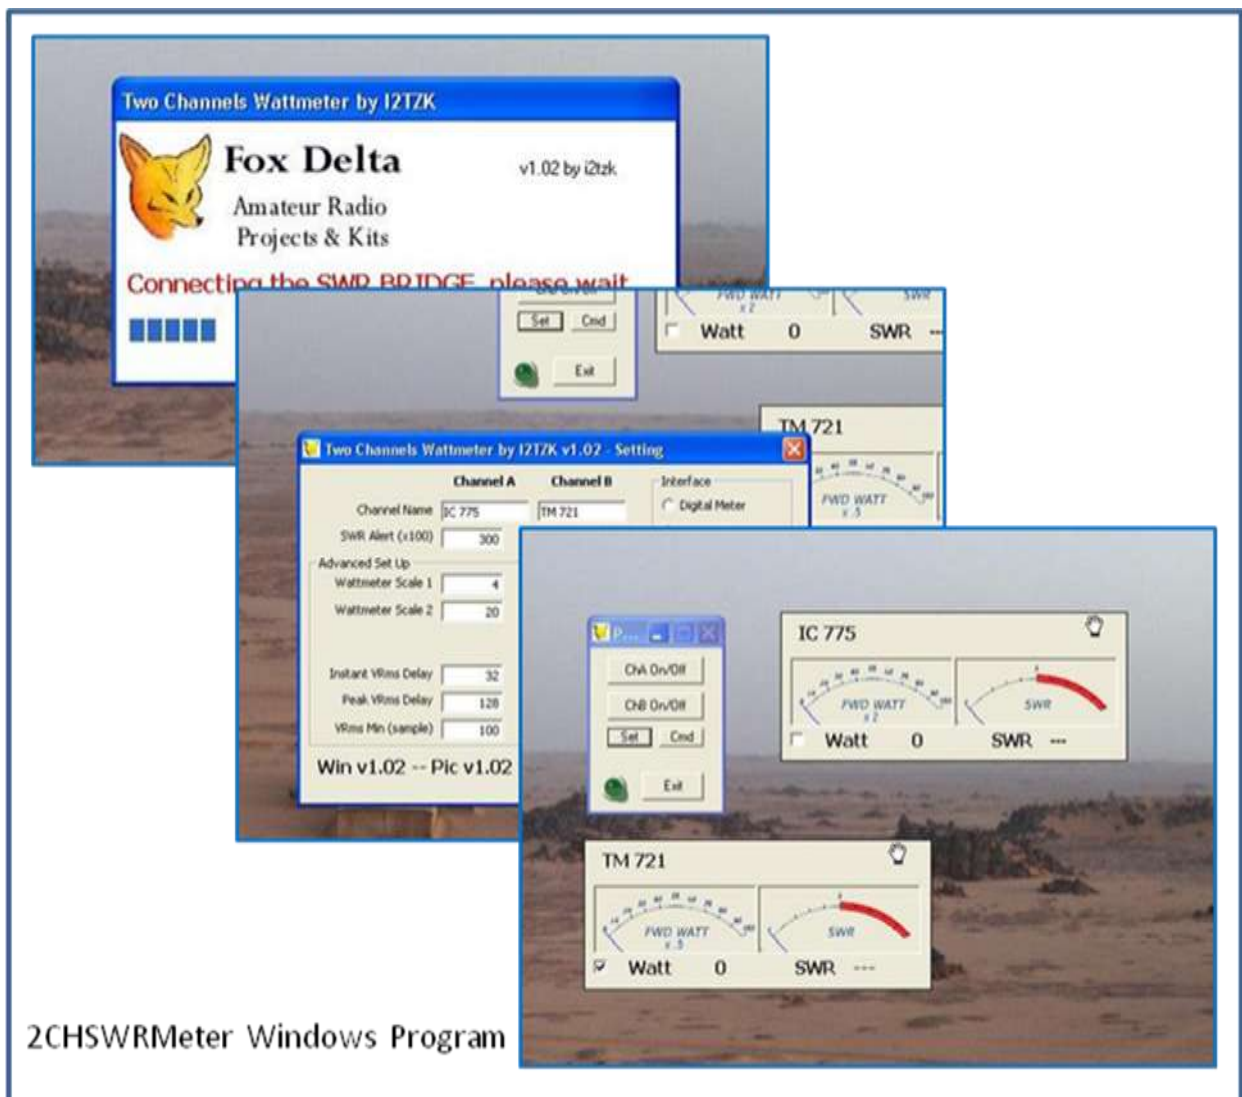 Two Channels Wattmeter by I2TZK
Fox Delta
v1.02 by i2tzk
Amateur Radio
Projects & Kits
Connecting the SWR BRIDGE, please wait
Set Cmd
Exit
FWD WATT
x 2
SWR
Watt 0 SWR ---
TM 721
FWD WATT
x .5
Two Channels Wattmeter by I2TZK v1.02 - Setting
Channel A Channel B
Interface
Channel Name IC 775 TM 721
Digital Meter
SWR Alert (x100) 300
Advanced Set Up
Wattmeter Scale 1 4
Wattmeter Scale 2 20
Instant VRms Delay 32
Peak VRms Delay 128
VRms Min (sample) 100
Win v1.02 -- Pic v1.02
P...
ChA On/Off
ChB On/Off
Set Cmd
Exit
IC 775
FWD WATT
x 2
SWR
Watt 0 SWR ---
TM 721
FWD WATT
x .5
SWR
Watt 0 SWR ---
2CHSWRMeter Windows Program